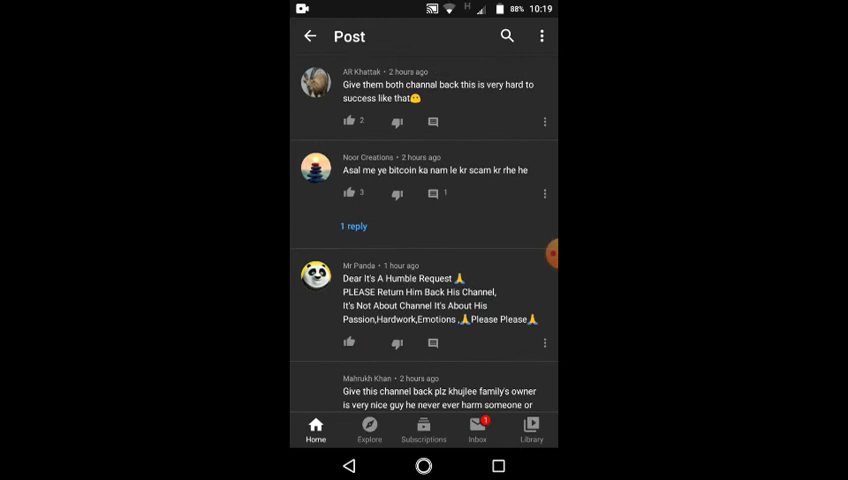 H 88% 10:19
Post
AR Khattak • 2 hours ago
Give them both channal back this is very hard to
success like that😬
2
Noor Creations • 2 hours ago
Asal me ye bitcoin ka nam le kr scam kr rhe he
3 1
1 reply
Mr Panda • 1 hour ago
Dear It's A Humble Request 🙏
PLEASE Return Him Back His Channel,
It's Not About Channel It's About His
Passion,Hardwork,Emotions ,🙏Please Please🙏
Mahrukh Khan • 2 hours ago
Give this channel back plz khujlee family's owner
is very nice guy he never ever harm someone or
1
Home Explore Subscriptions Inbox Library